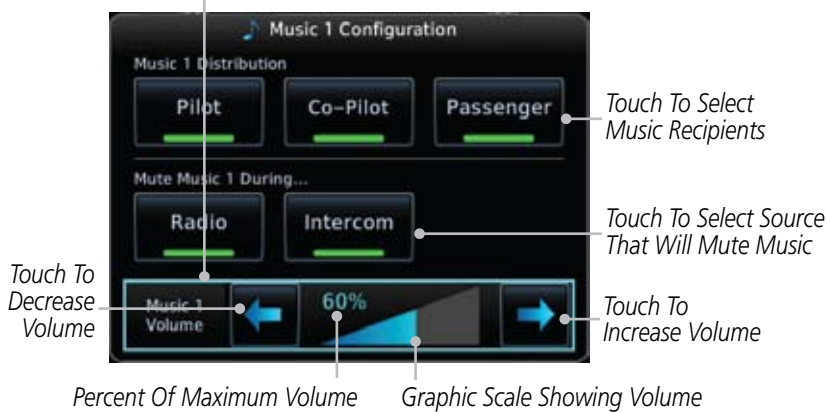 Music 1 Configuration
Music 1 Distribution
Pilot
Co-Pilot
Passenger
Touch To Select
Music Recipients
Mute Music 1 During...
Radio
Intercom
Touch To Select Source
That Will Mute Music
Touch To
Decrease
Volume
Music 1
Volume
60%
Touch To
Increase Volume
Percent Of Maximum Volume
Graphic Scale Showing Volume